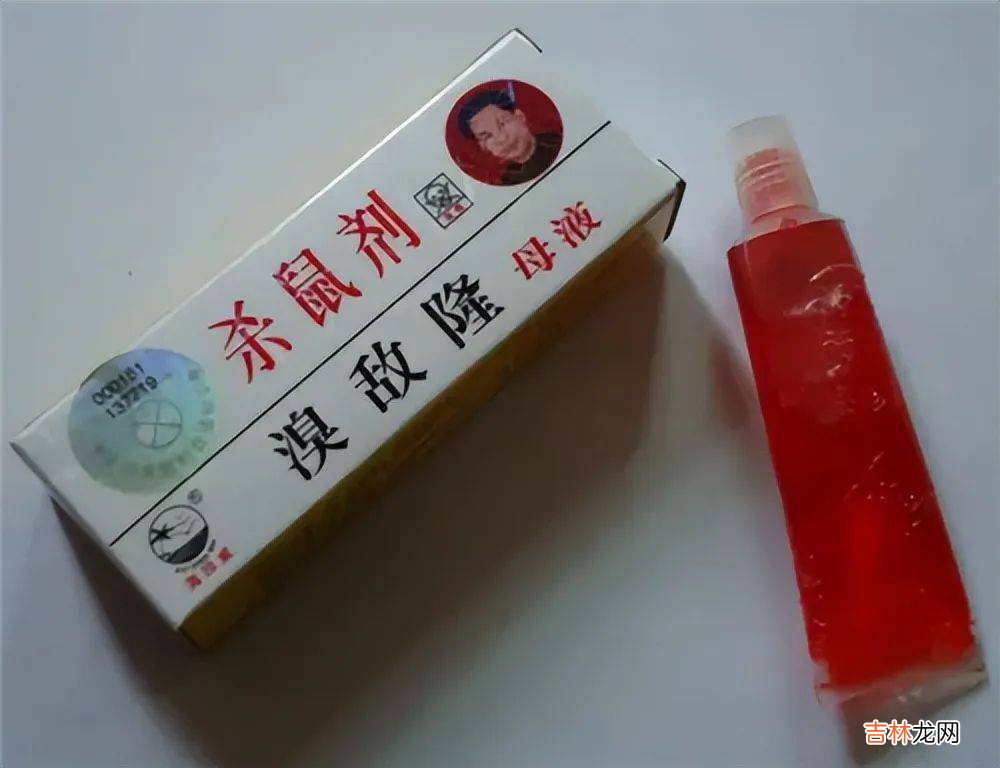 杀鼠剂
溴敌隆 母液
000151
137219
吉林龙网